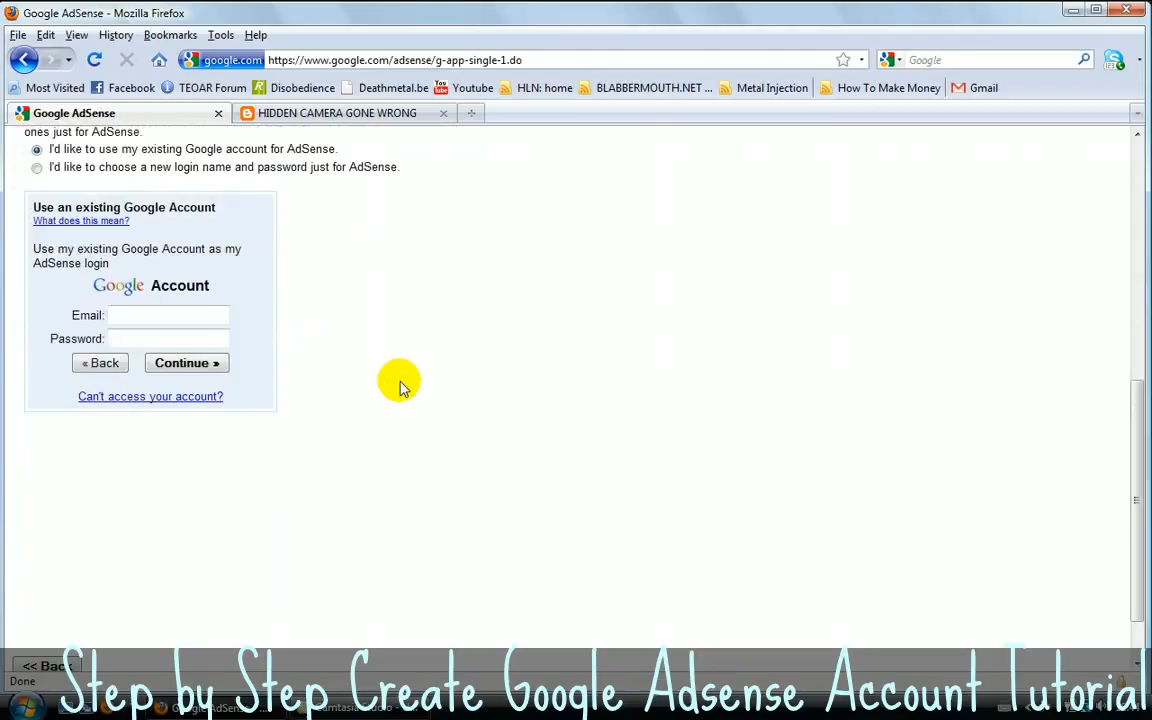 Google AdSense - Mozilla Firefox
File Edit View History Bookmarks Tools Help
google.com https://www.google.com/adsense/g-app-single-1.do Google
Most Visited Facebook TEOAR Forum Disobedience Deathmetal.be Youtube HLN: home BLABBERMOUTH.NET ... Metal Injection How To Make Money Gmail
Google AdSense HIDDEN CAMERA GONE WRONG
ones just for AdSense.
I'd like to use my existing Google account for AdSense.
I'd like to choose a new login name and password just for AdSense.
Use an existing Google Account
What does this mean?
Use my existing Google Account as my
AdSense login
Google Account
Email:
Password:
« Back Continue »
Can't access your account?
<< Back
Done
Step by Step Create Google Adsense Account Tutorial
Google AdSense
Camtasia Studio